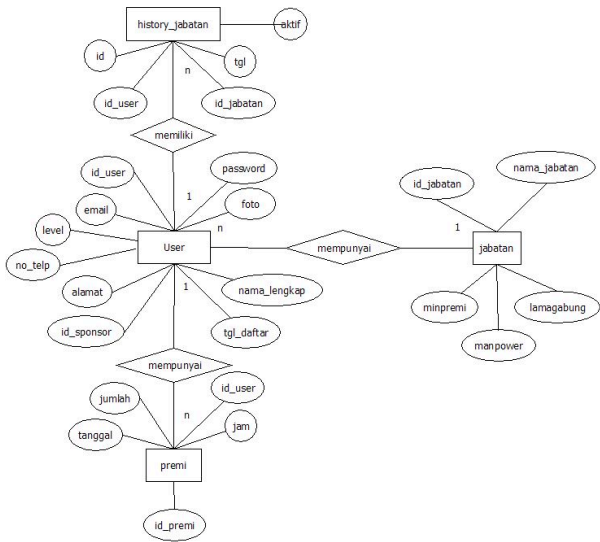 history_jabatan
aktif
id
tgl
n
id_user
id_jabatan
memiliki
id_user
password
nama_jabatan
id_jabatan
email
1
foto
level
n
1
User
mempunyai
jabatan
no_telp
alamat
1
nama_lengkap
minpremi
lamagabung
id_sponsor
tgl_daftar
manpower
mempunyai
id_user
jumlah
n
jam
tanggal
premi
id_premi